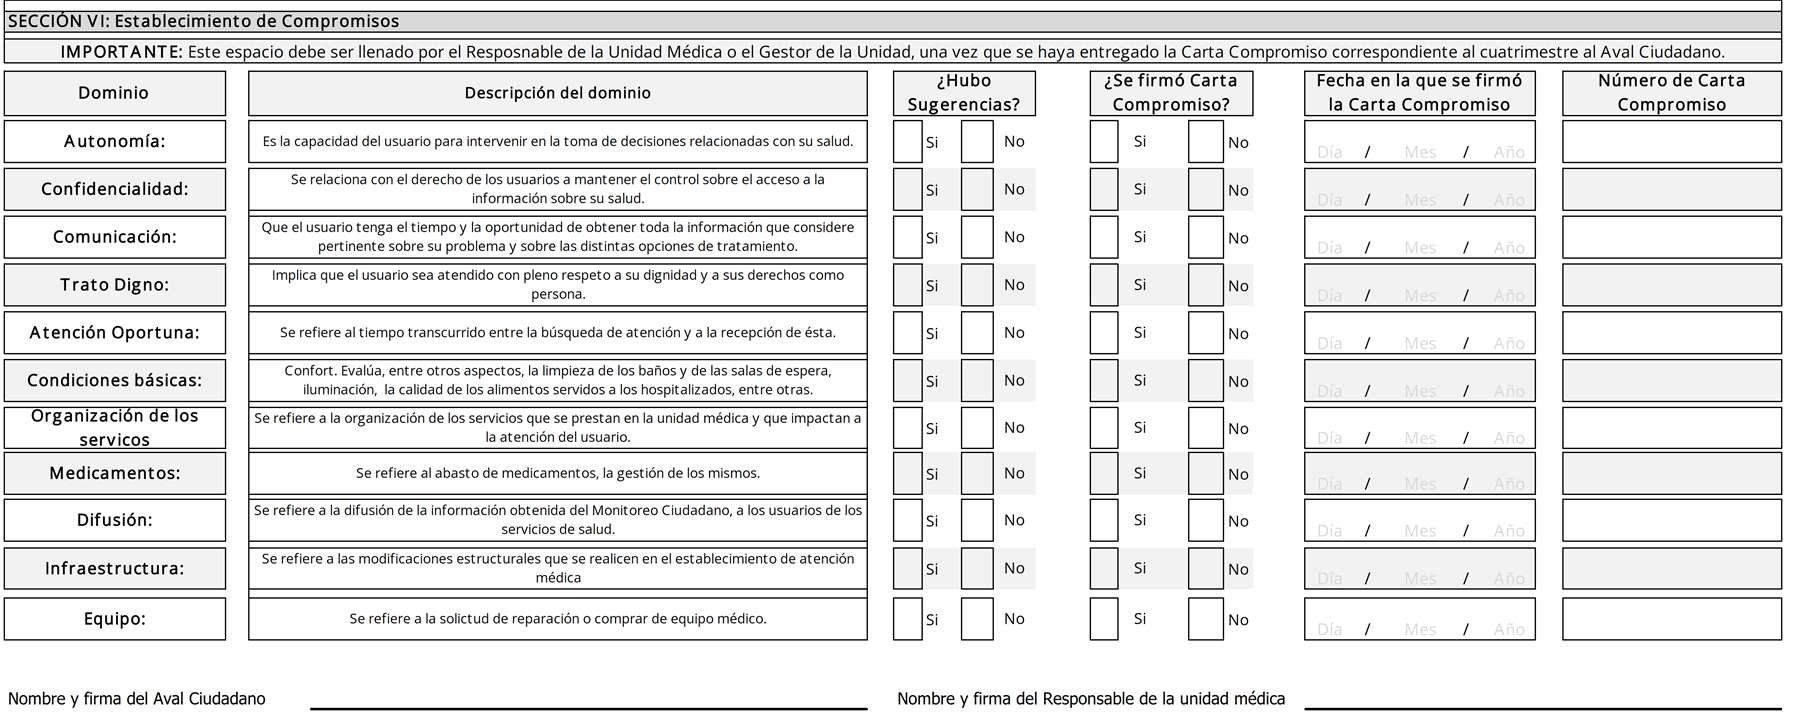 SECCIÓN VI: Establecimiento de Compromisos
IMPORTANTE: Este espacio debe ser llenado por el Resposnable de la Unidad Médica o el Gestor de la Unidad, una vez que se haya entregado la Carta Compromiso correspondiente al cuatrimestre al Aval Ciudadano.
Dominio
Descripción del dominio
¿Hubo
Sugerencias?
¿Se firmó Carta
Compromiso?
Fecha en la que se firmó
la Carta Compromiso
Número de Carta
Compromiso
Autonomía:
Es la capacidad del usuario para intervenir en la toma de decisiones relacionadas con su salud.
Si No Si No Día / Mes / Año
Confidencialidad:
Se relaciona con el derecho de los usuarios a mantener el control sobre el acceso a la
información sobre su salud.
Si No Si No Día / Mes / Año
Comunicación:
Que el usuario tenga el tiempo y la oportunidad de obtener toda la información que considere
pertinente sobre su problema y sobre las distintas opciones de tratamiento.
Si No Si No Día / Mes / Año
Trato Digno:
Implica que el usuario sea atendido con pleno respeto a su dignidad y a sus derechos como
persona.
Si No Si No Día / Mes / Año
Atención Oportuna:
Se refiere al tiempo transcurrido entre la búsqueda de atención y a la recepción de ésta.
Si No Si No Día / Mes / Año
Condiciones básicas:
Confort. Evalúa, entre otros aspectos, la limpieza de los baños y de las salas de espera,
iluminación, la calidad de los alimentos servidos a los hospitalizados, entre otras.
Si No Si No Día / Mes / Año
Organización de los
servicos
Se refiere a la organización de los servicios que se prestan en la unidad médica y que impactan a
la atención del usuario.
Si No Si No Día / Mes / Año
Medicamentos:
Se refiere al abasto de medicamentos, la gestión de los mismos.
Si No Si No Día / Mes / Año
Difusión:
Se refiere a la difusión de la información obtenida del Monitoreo Ciudadano, a los usuarios de los
servicios de salud.
Si No Si No Día / Mes / Año
Infraestructura:
Se refiere a las modificaciones estructurales que se realicen en el establecimiento de atención
médica
Si No Si No Día / Mes / Año
Equipo:
Se refiere a la solictud de reparación o comprar de equipo médico.
Si No Si No Día / Mes / Año
Nombre y firma del Aval Ciudadano
Nombre y firma del Responsable de la unidad médica